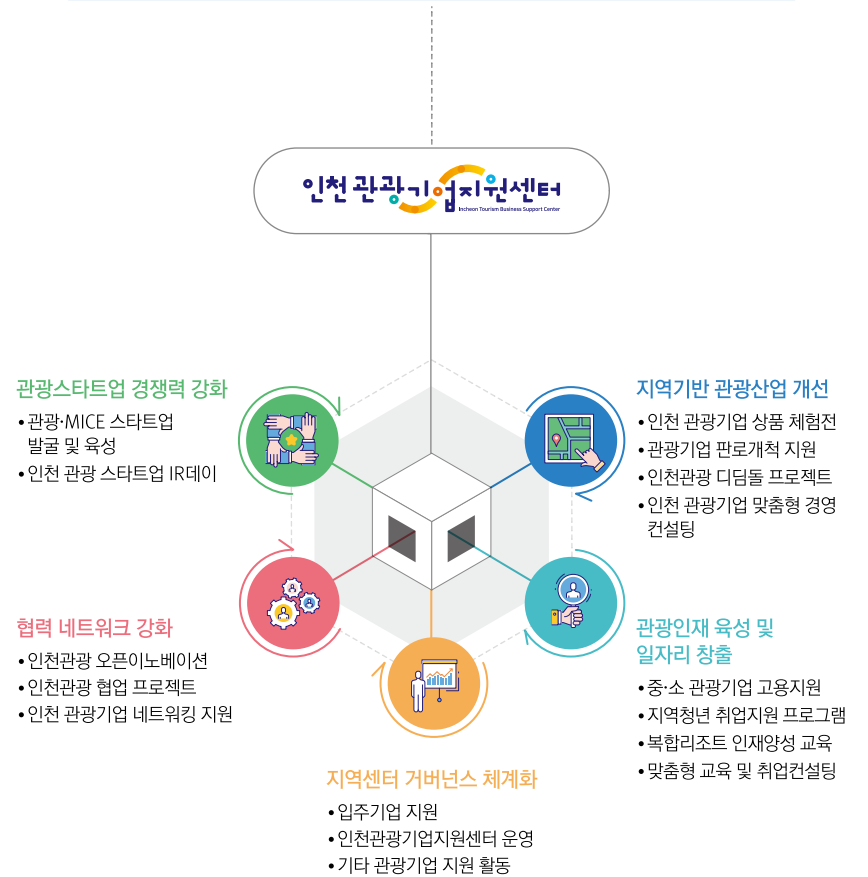 인천 관광기업지원센터
Incheon Tourism Business Support Center
관광스타트업 경쟁력 강화
•관광·MICE 스타트업
발굴 및 육성
•인천 관광 스타트업 IR데이
지역기반 관광산업 개선
•인천 관광기업 상품 체험전
•관광기업 판로개척 지원
•인천관광 디딤돌 프로젝트
•인천 관광기업 맞춤형 경영
컨설팅
협력 네트워크 강화
•인천관광 오픈이노베이션
•인천관광 협업 프로젝트
•인천 관광기업 네트워킹 지원
관광인재 육성 및
일자리 창출
•중·소 관광기업 고용지원
•지역청년 취업지원 프로그램
•복합리조트 인재양성 교육
•맞춤형 교육 및 취업컨설팅
지역센터 거버넌스 체계화
•입주기업 지원
•인천관광기업지원센터 운영
•기타 관광기업 지원 활동